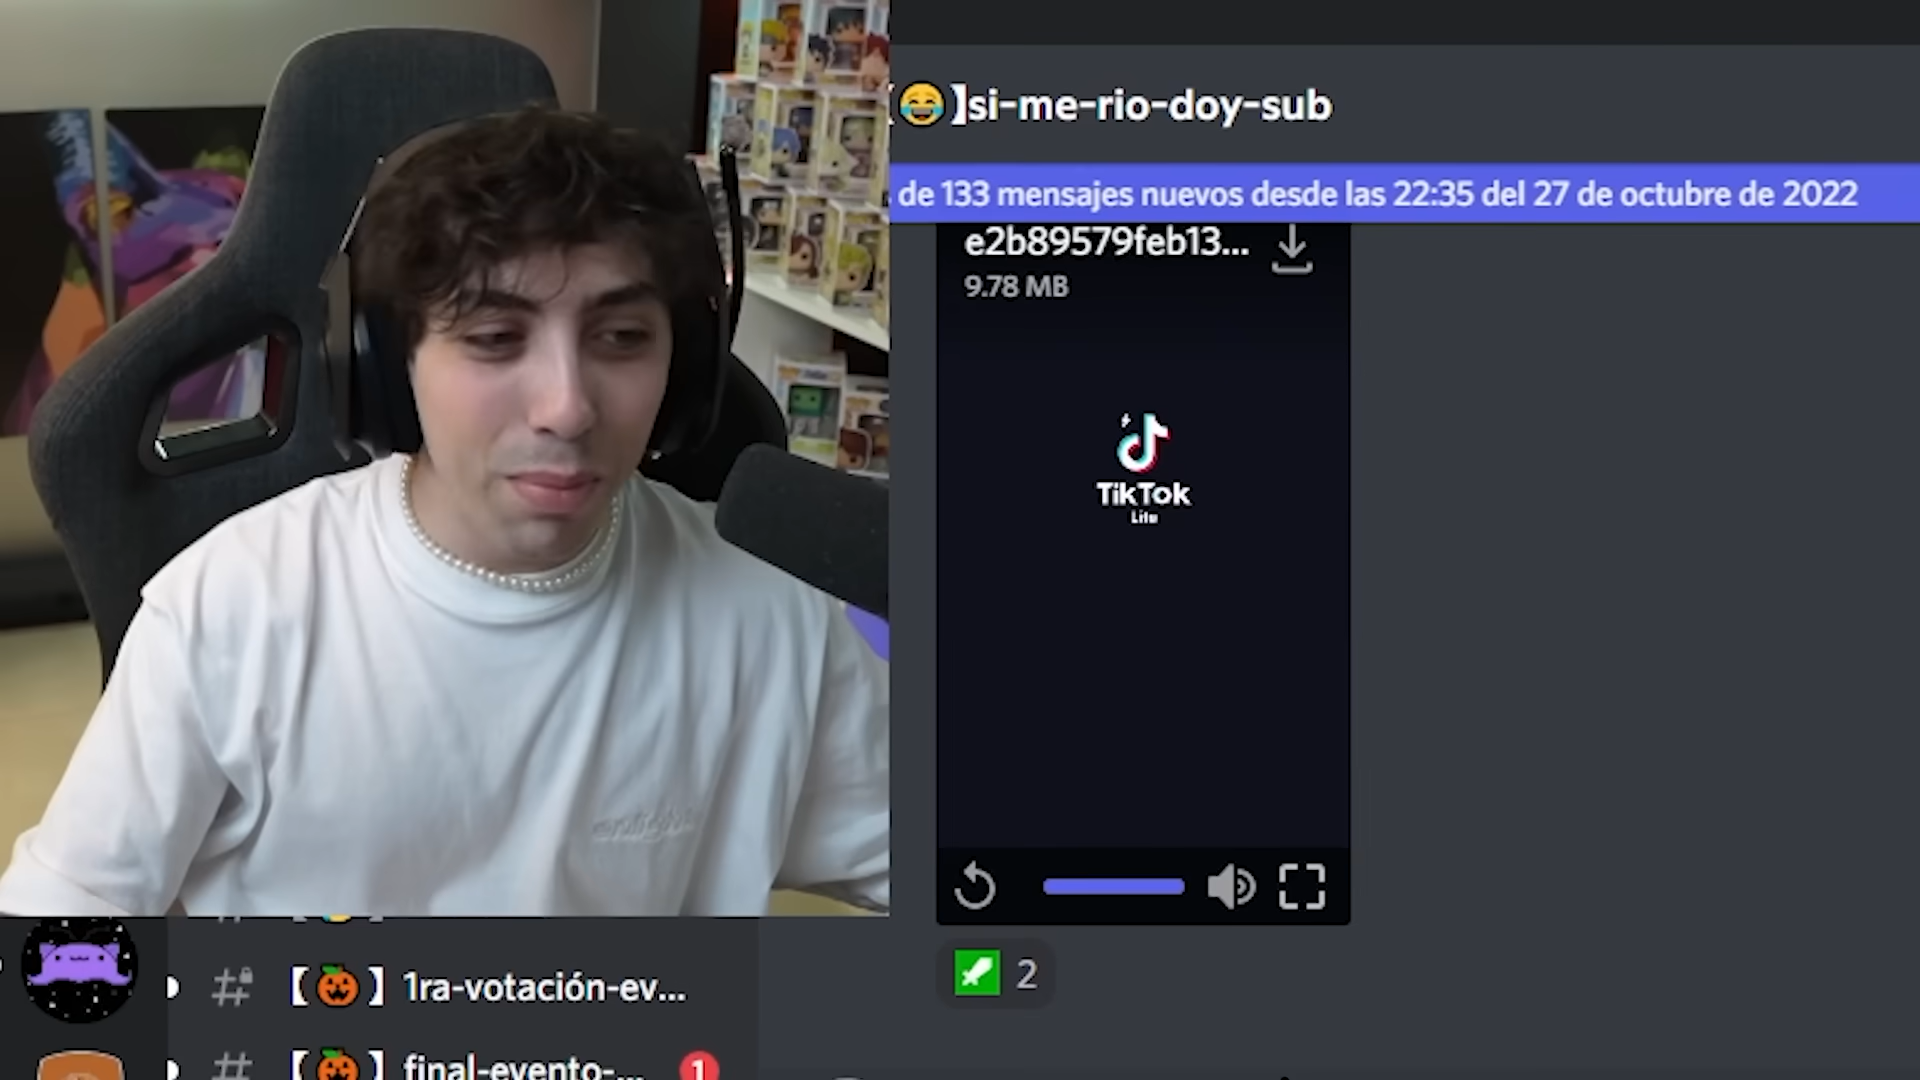 【😂】si-me-rio-doy-sub
de 133 mensajes nuevos desde las 22:35 del 27 de octubre de 2022
e2b89579feb13...
9.78 MB
TikTok
Lite
2
【🎃】1ra-votación-ev...
【🎃】final-evento-...
1